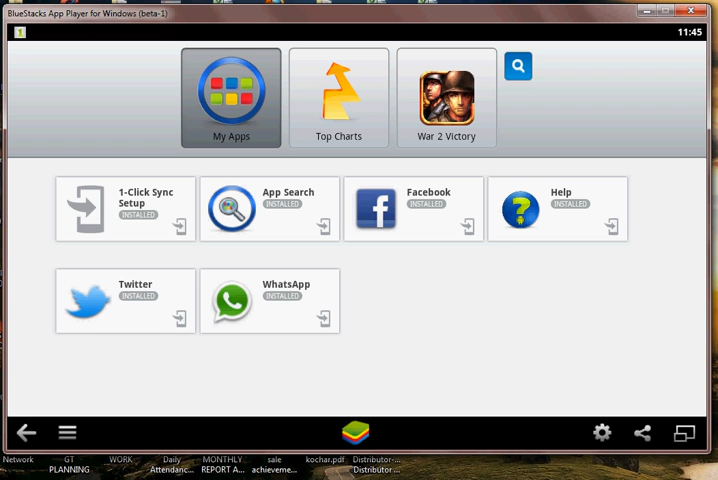 BlueStacks App Player for Windows (beta-1)
11:45
My Apps
Top Charts
War 2 Victory
1-Click Sync
Setup
INSTALLED
App Search
INSTALLED
Facebook
INSTALLED
Help
INSTALLED
Twitter
INSTALLED
WhatsApp
INSTALLED
Network
GT
PLANNING
WORK
Daily
Attendanc...
MONTHLY
REPORT A...
sale
achieveme...
kochar.pdf
Distributor-...
Distributor ...